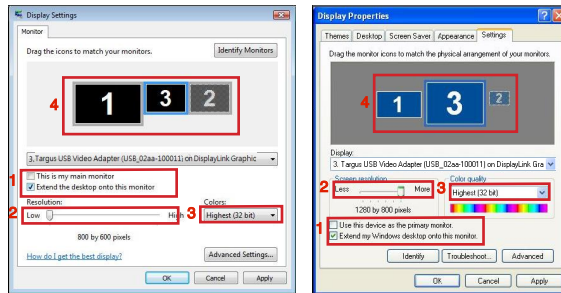 Display Settings
Monitor
Drag the icons to match your monitors.
Identify Monitors
4
1
3
2
3.Targus USB Video Adapter (USB_02aa-100011) on DisplayLink Graphic
1
This is my main monitor
Extend the desktop onto this monitor
Resolution:
Colors:
2
Low
High
3
Highest (32 bit)
800 by 600 pixels
How do I get the best display?
Advanced Settings...
OK
Cancel
Apply
Display Properties
Themes
Desktop
Screen Saver
Appearance
Settings
Drag the monitor icons to match the physical arrangement of your monitors.
4
1
3
2
Display:
3. Targus USB Video Adapter (USB_02aa-100011) on DisplayLink Gra
Screen resolution
Color quality
2
Less
More
3
Highest (32 bit)
1280 by 800 pixels
1
Use this device as the primary monitor.
Extend my Windows desktop onto this monitor.
Identify
Troubleshoot...
Advanced
OK
Cancel
Apply